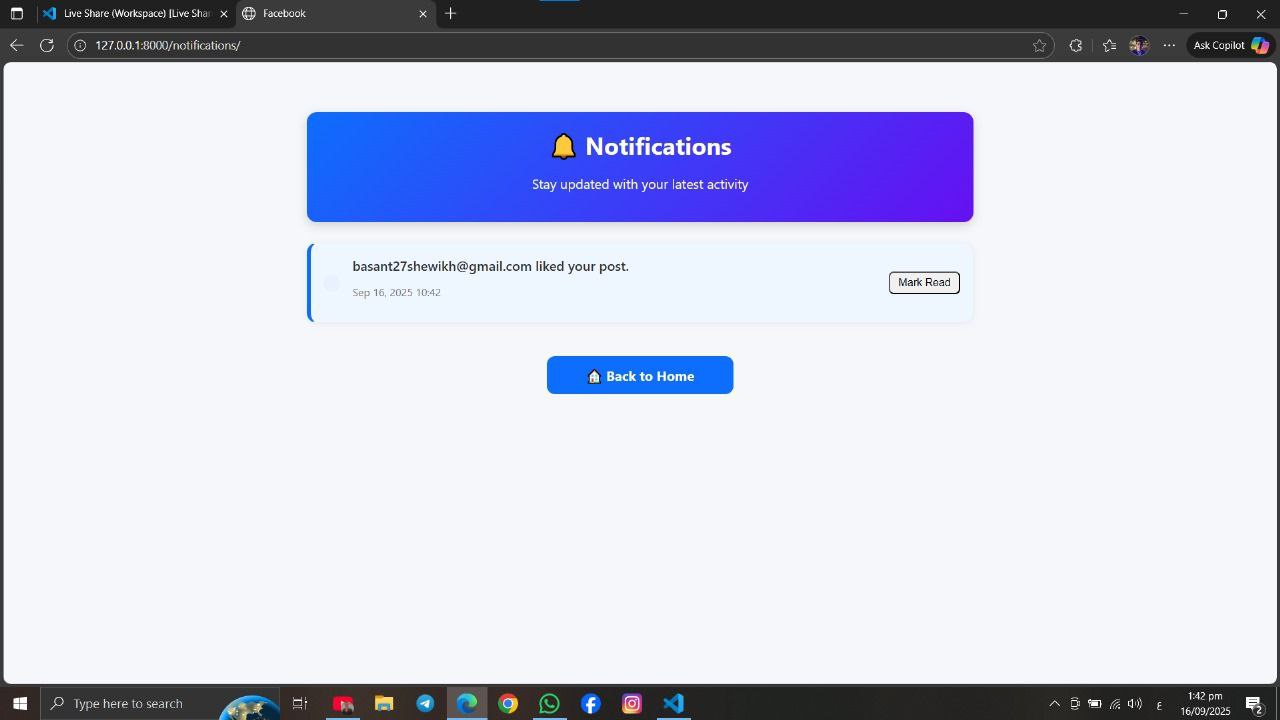 Live Share (Workspace) [Live Shar
Facebook
127.0.0.1:8000/notifications/
Ask Copilot
Notifications
Stay updated with your latest activity
basant27shewikh@gmail.com liked your post.
Sep 16, 2025 10:42
Mark Read
Back to Home
Type here to search
ع
1:42 pm
16/09/2025
2